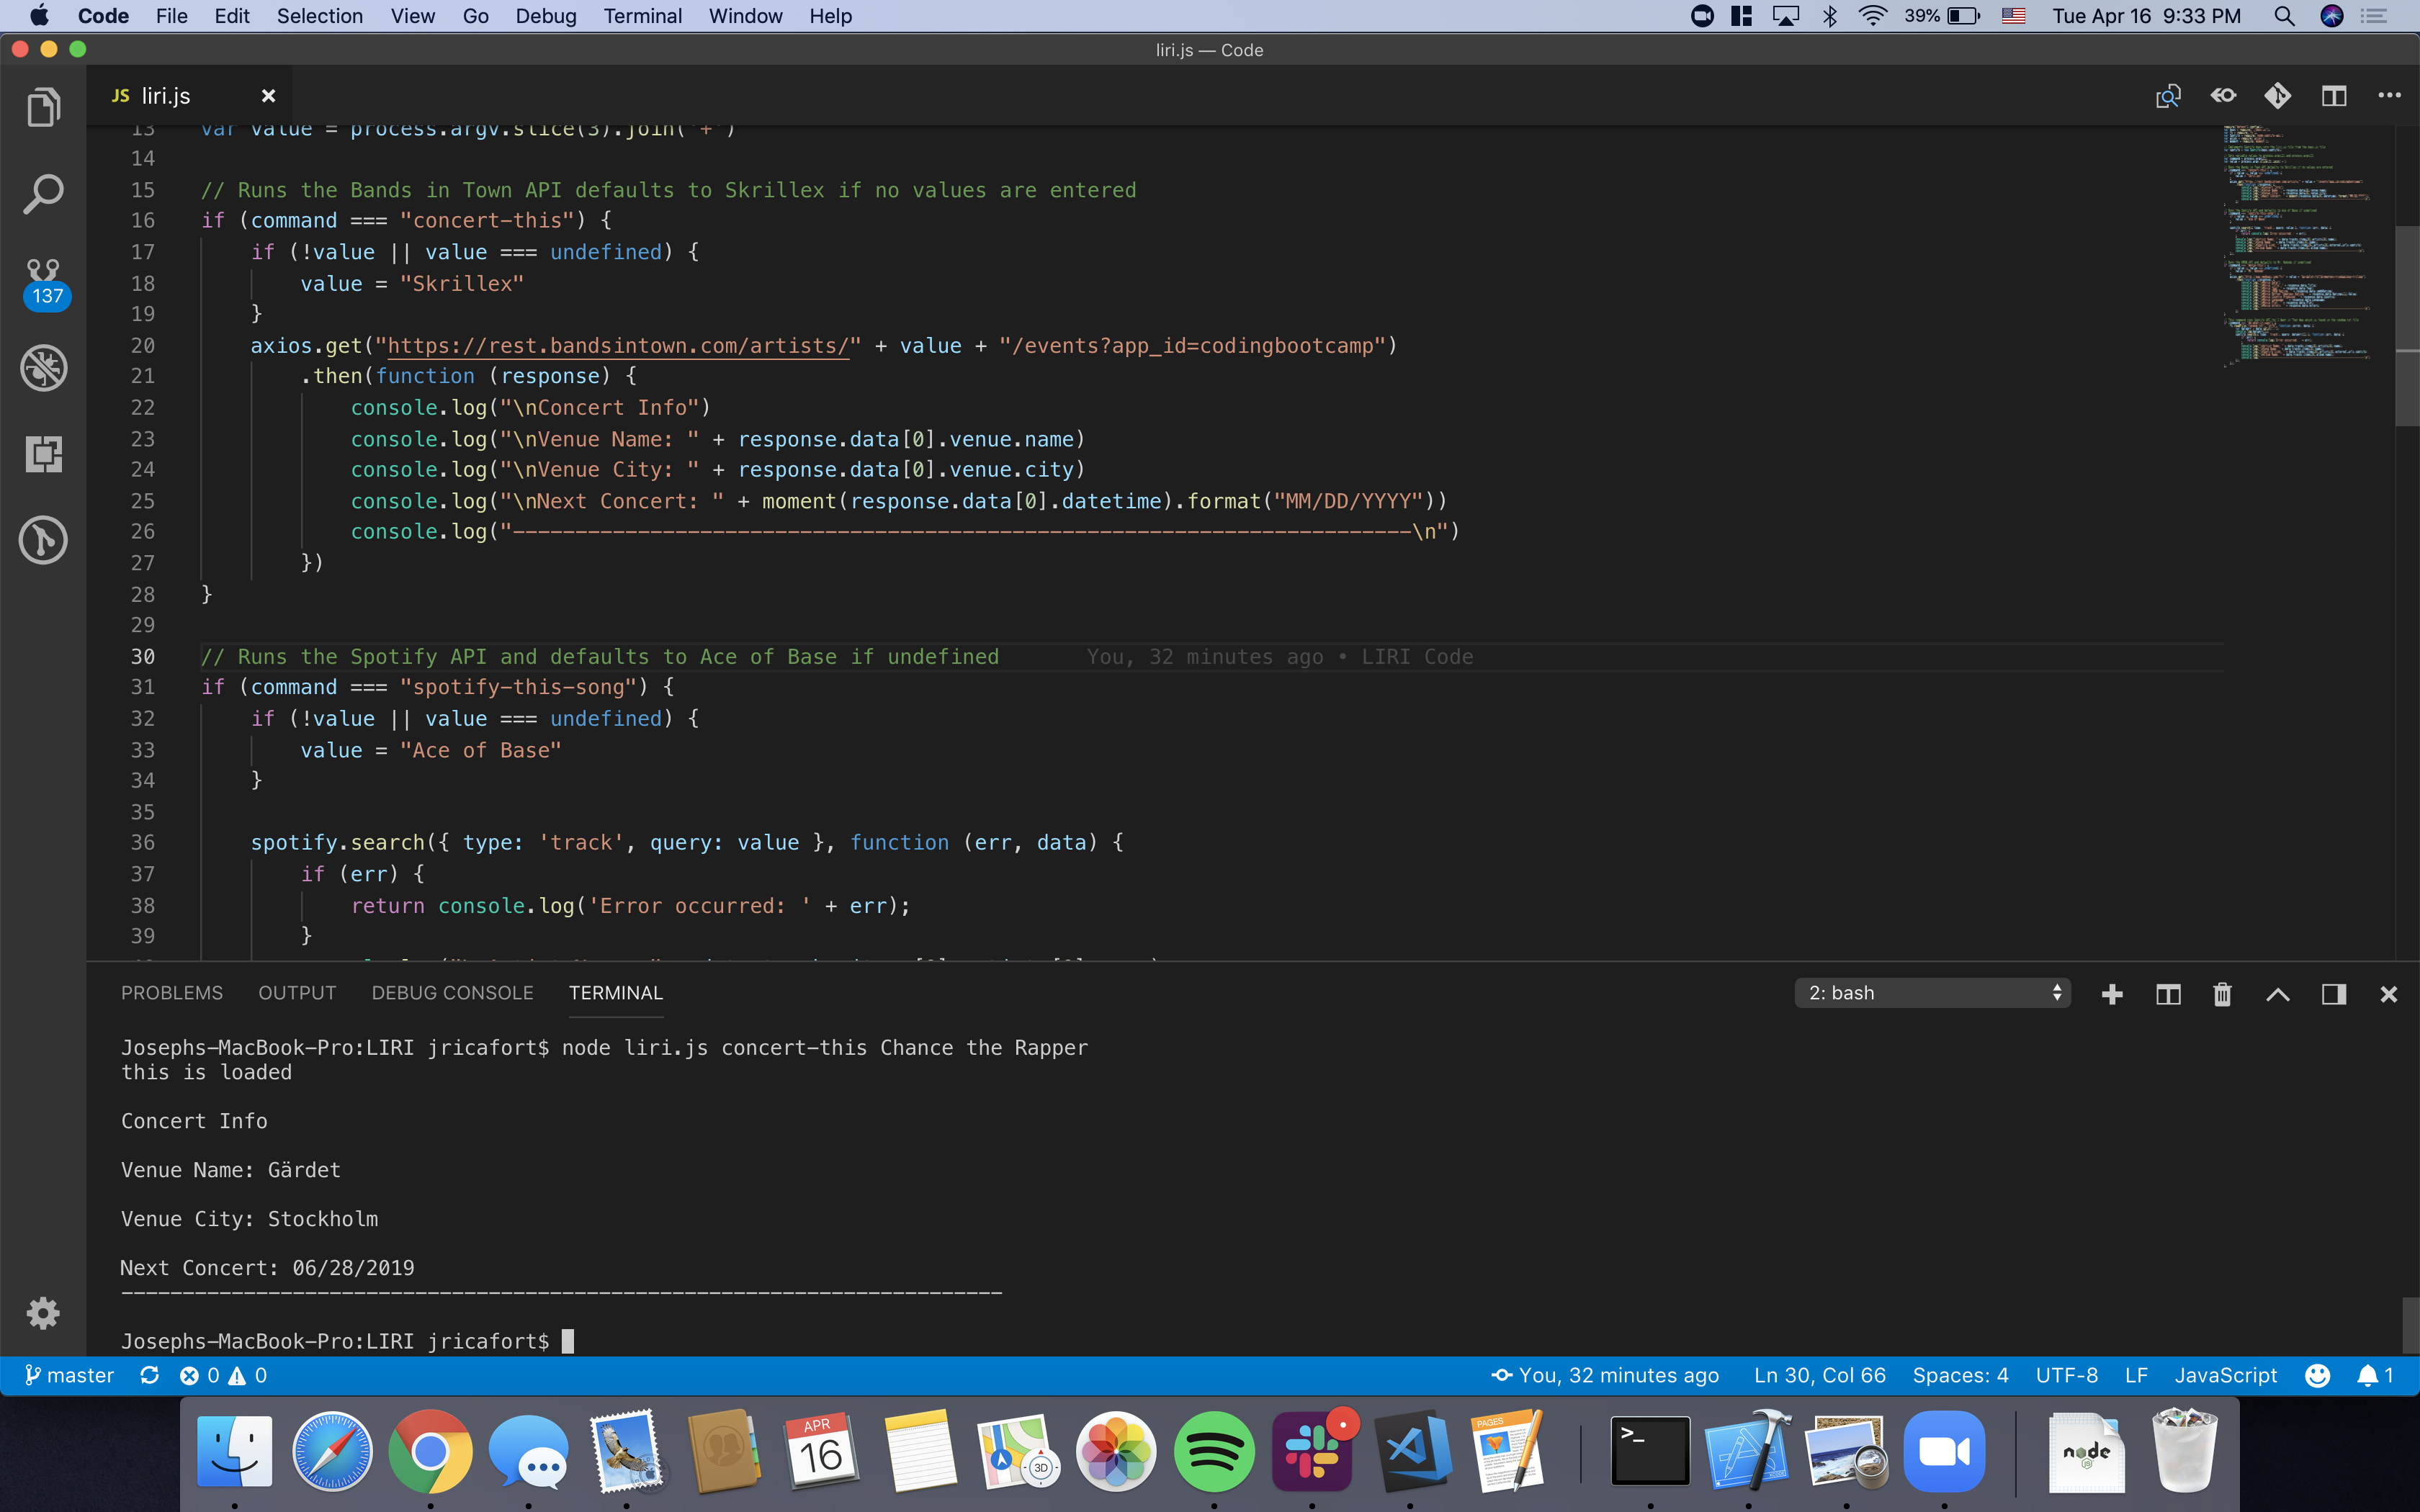 Code File Edit Selection View Go Debug Terminal Window Help 39% Tue Apr 16 9:33 PM
liri.js — Code
JS liri.js
13 var value = process.argv.slice(3).join('+')
14
15 // Runs the Bands in Town API defaults to Skrillex if no values are entered
16 if (command === "concert-this") {
17 if (!value || value === undefined) {
18 value = "Skrillex"
19 }
20 axios.get("https://rest.bandsintown.com/artists/" + value + "/events?app_id=codingbootcamp")
21 .then(function (response) {
22 console.log("\nConcert Info")
23 console.log("\nVenue Name: " + response.data[0].venue.name)
24 console.log("\nVenue City: " + response.data[0].venue.city)
25 console.log("\nNext Concert: " + moment(response.data[0].datetime).format("MM/DD/YYYY"))
26 console.log("------------------------------------------------------------------------\n")
27 })
28 }
29
30 // Runs the Spotify API and defaults to Ace of Base if undefined You, 32 minutes ago • LIRI Code
31 if (command === "spotify-this-song") {
32 if (!value || value === undefined) {
33 value = "Ace of Base"
34 }
35
36 spotify.search({ type: 'track', query: value }, function (err, data) {
37 if (err) {
38 return console.log('Error occurred: ' + err);
39 }
137
PROBLEMS OUTPUT DEBUG CONSOLE TERMINAL 2: bash
Josephs-MacBook-Pro:LIRI jricafort$ node liri.js concert-this Chance the Rapper
this is loaded
Concert Info
Venue Name: Gärdet
Venue City: Stockholm
Next Concert: 06/28/2019
------------------------------------------------------------------------
Josephs-MacBook-Pro:LIRI jricafort$
master 0 0 You, 32 minutes ago Ln 30, Col 66 Spaces: 4 UTF-8 LF JavaScript 1
APR
16
3D
PAGES
>_
node
JS